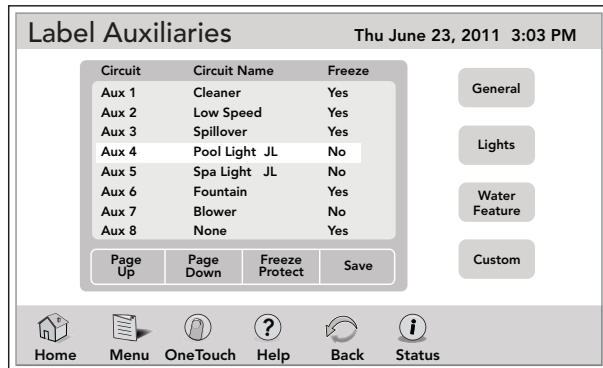 Label Auxiliaries
Thu June 23, 2011 3:03 PM
Circuit Circuit Name Freeze
Aux 1 Cleaner Yes
Aux 2 Low Speed Yes
Aux 3 Spillover Yes
Aux 4 Pool Light JL No
Aux 5 Spa Light JL No
Aux 6 Fountain Yes
Aux 7 Blower No
Aux 8 None Yes
Page Up
Page Down
Freeze Protect
Save
General
Lights
Water
Feature
Custom
Home Menu OneTouch Help Back Status